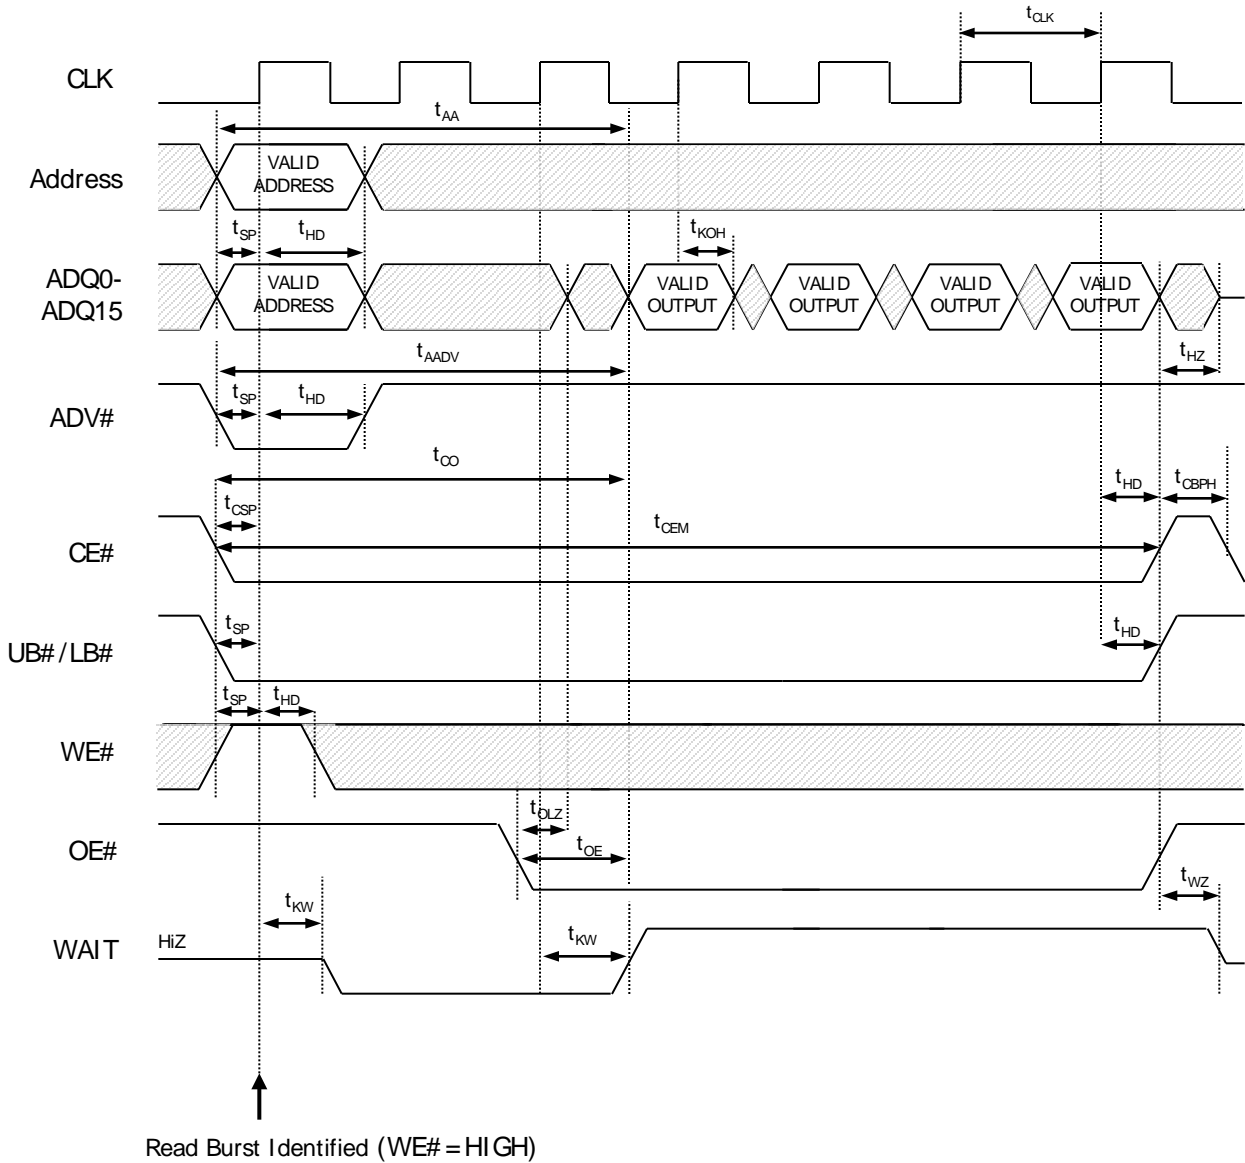 tCLK
CLK
tAA
Address
VALID
ADDRESS
tSP
tHD
tKOH
ADQ0-
ADQ15
VALID
ADDRESS
VALID
OUTPUT
VALID
OUTPUT
VALID
OUTPUT
VALID
OUTPUT
tAADV
tHZ
ADV#
tSP
tHD
tCO
tHD
tCBPH
tCSP
CE#
tCEM
UB# / LB#
tSP
tHD
tSP
tHD
WE#
tOLZ
OE#
tOE
tWZ
tKW
WAIT
HiZ
tKW
Read Burst Identified (WE# = HIGH)